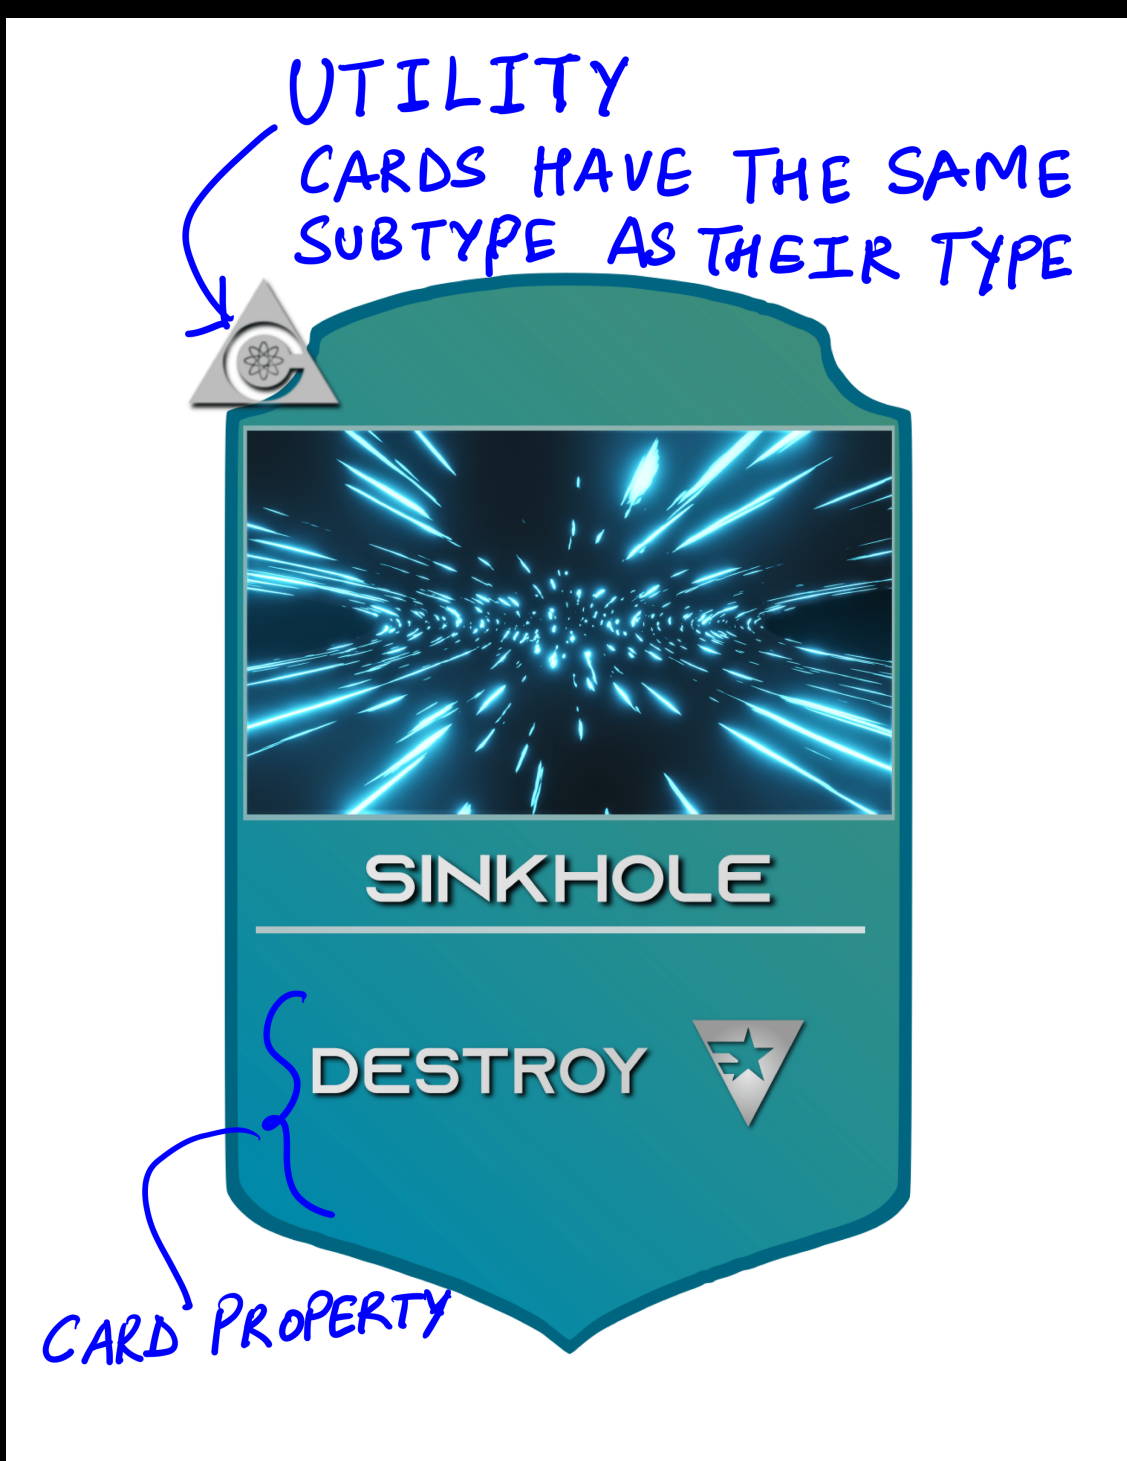 UTILITY
CARDS HAVE THE SAME
SUBTYPE AS THEIR TYPE
SINKHOLE
DESTROY
CARD PROPERTY